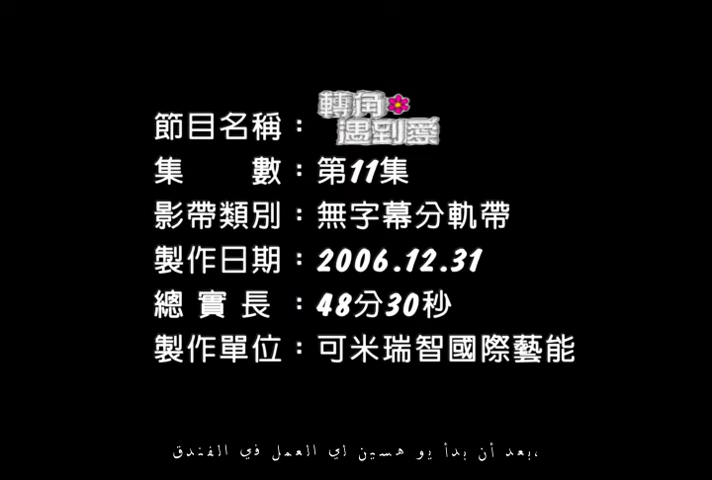 節目名稱：轉角遇到愛
集　　數：第11集
影帶類別：無字幕分軌帶
製作日期：2006.12.31
總 實 長 ：48分30秒
製作單位：可米瑞智國際藝能
بعد أن بدأ يو هسين لي العمل في الفندق،